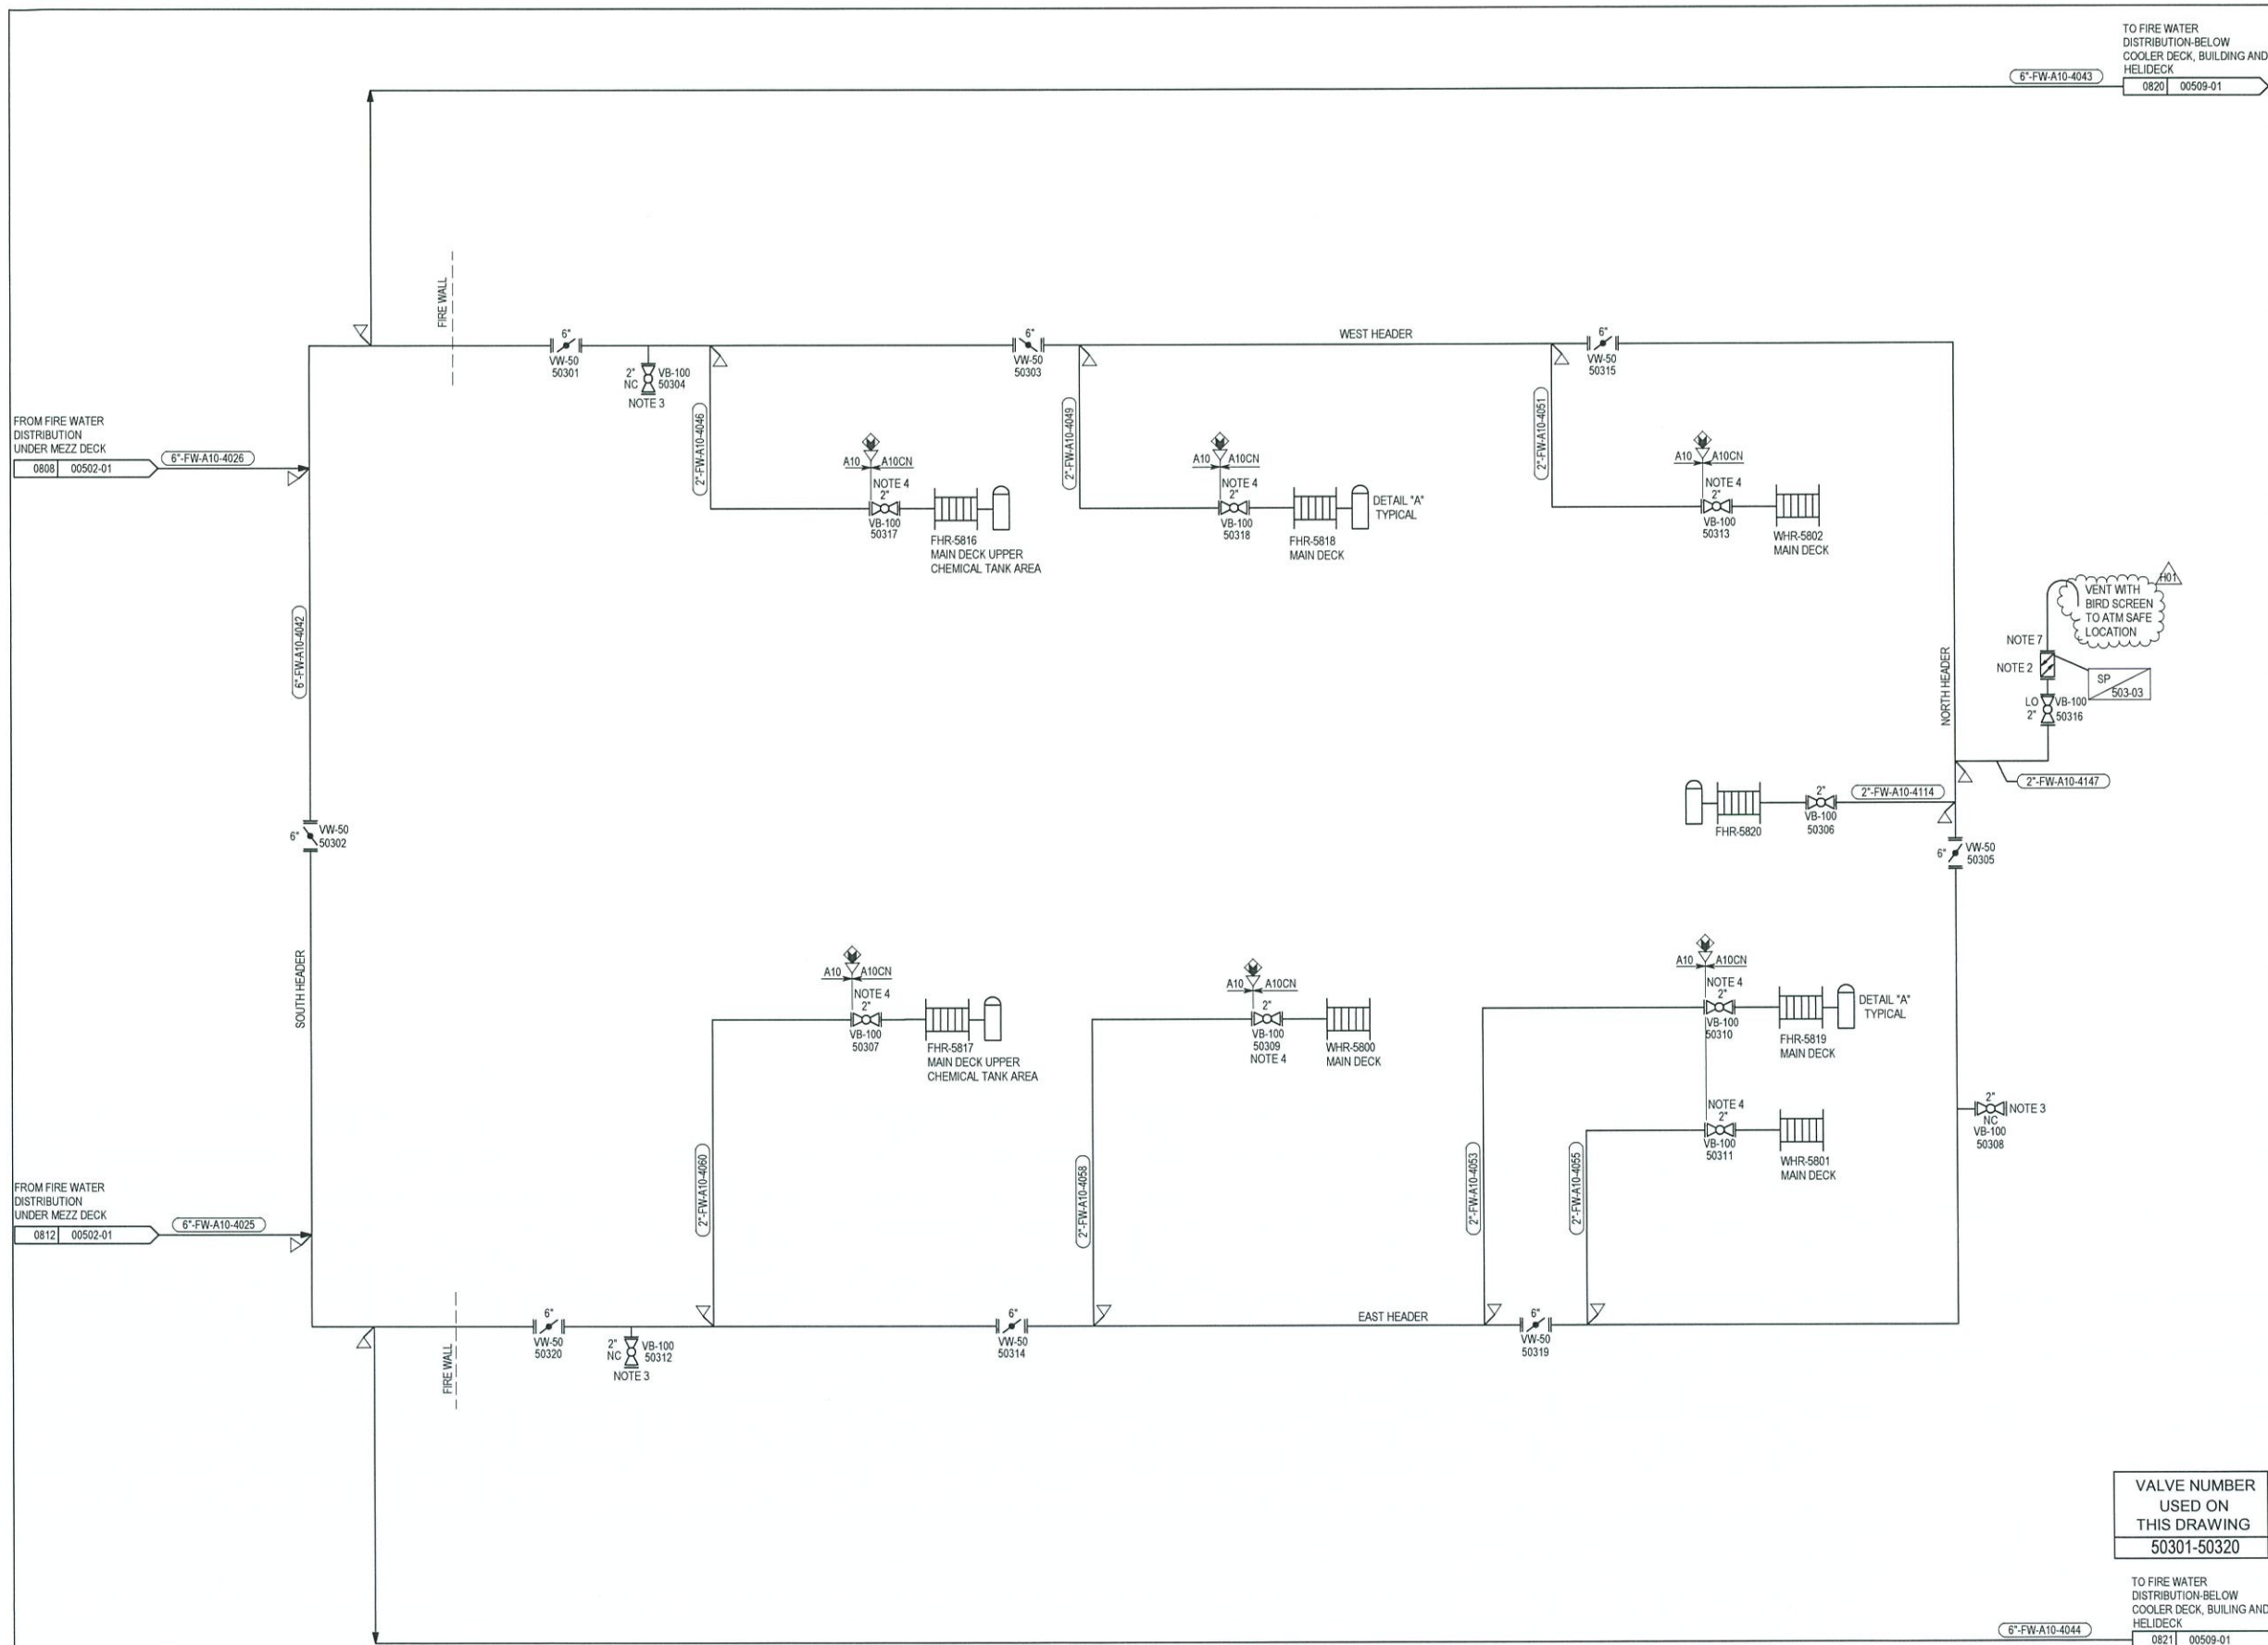 TO FIRE WATER
DISTRIBUTION-BELOW
COOLER DECK, BUILDING AND
HELIDECK
6"-FW-A10-4043
0820 00509-01
FIRE WALL
WEST HEADER
6"
VW-50
50301
2"
NC
VB-100
50304
NOTE 3
6"
VW-50
50303
6"
VW-50
50315
FROM FIRE WATER
DISTRIBUTION
UNDER MEZZ DECK
0808 00502-01
6"-FW-A10-4026
2"-FW-A10-4046
A10 A10CN
NOTE 4
2"
VB-100
50317
FHR-5816
MAIN DECK UPPER
CHEMICAL TANK AREA
2"-FW-A10-4049
A10 A10CN
NOTE 4
2"
VB-100
50318
FHR-5818
MAIN DECK
DETAIL "A"
TYPICAL
2"-FW-A10-4051
A10 A10CN
NOTE 4
2"
VB-100
50313
WHR-5802
MAIN DECK
H01
VENT WITH
BIRD SCREEN
TO ATM SAFE
LOCATION
NOTE 7
NOTE 2
SP
503-03
LO
2"
VB-100
50316
6"-FW-A10-4042
NORTH HEADER
2"-FW-A10-4147
2"-FW-A10-4114
2"
VB-100
50306
FHR-5820
6"
VW-50
50302
6"
VW-50
50305
SOUTH HEADER
A10 A10CN
NOTE 4
2"
VB-100
50307
FHR-5817
MAIN DECK UPPER
CHEMICAL TANK AREA
A10 A10CN
2"
VB-100
50309
NOTE 4
WHR-5800
MAIN DECK
A10 A10CN
NOTE 4
2"
VB-100
50310
FHR-5819
MAIN DECK
DETAIL "A"
TYPICAL
NOTE 4
2"
VB-100
50311
WHR-5801
MAIN DECK
2"
NC
VB-100
50308
NOTE 3
2"-FW-A10-4060
2"-FW-A10-4058
2"-FW-A10-4053
2"-FW-A10-4055
FROM FIRE WATER
DISTRIBUTION
UNDER MEZZ DECK
0812 00502-01
6"-FW-A10-4025
FIRE WALL
EAST HEADER
6"
VW-50
50320
2"
NC
VB-100
50312
NOTE 3
6"
VW-50
50314
6"
VW-50
50319
VALVE NUMBER
USED ON
THIS DRAWING
50301-50320
TO FIRE WATER
DISTRIBUTION-BELOW
COOLER DECK, BUILING AND
HELIDECK
6"-FW-A10-4044
0821 00509-01